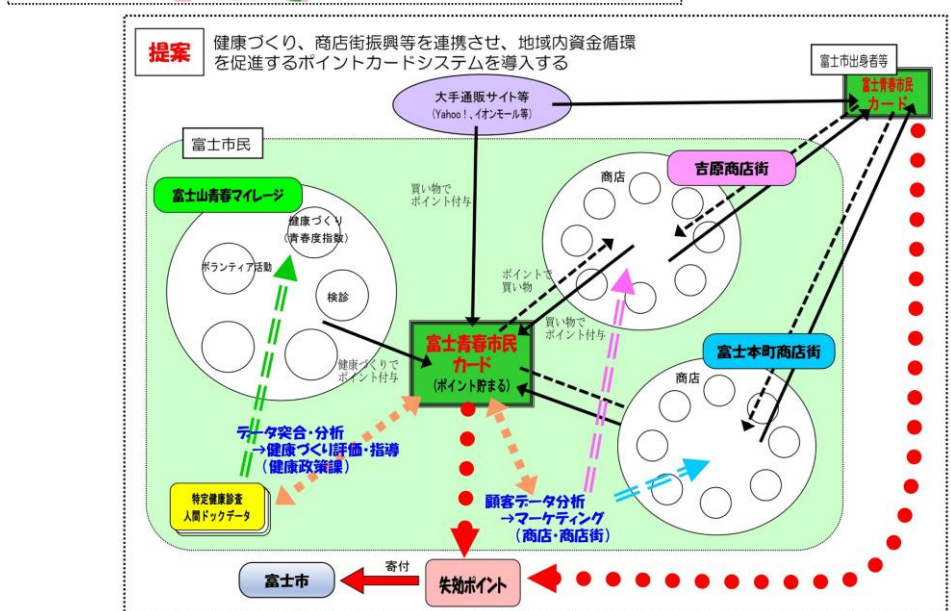 提案
健康づくり、商店街振興等を連携させ、地域内資金循環
を促進するポイントカードシステムを導入する
富士市出身者等
富士青春市民
カード
大手通販サイト等
(Yahoo!、イオンモール等)
富士市民
吉原商店街
商店
富士山青春マイレージ
買い物で
ポイント付与
健康づくり
(青春度指数)
ボランティア活動
検診
ポイントで
買い物
買い物で
ポイント付与
富士本町商店街
商店
富士青春市民
カード
(ポイント貯まる)
健康づくりで
ポイント付与
データ突合・分析
→健康づくり評価・指導
(健康政策課)
特定健康診査
人間ドックデータ
顧客データ分析
→マーケティング
(商店・商店街)
富士市
寄付
失効ポイント